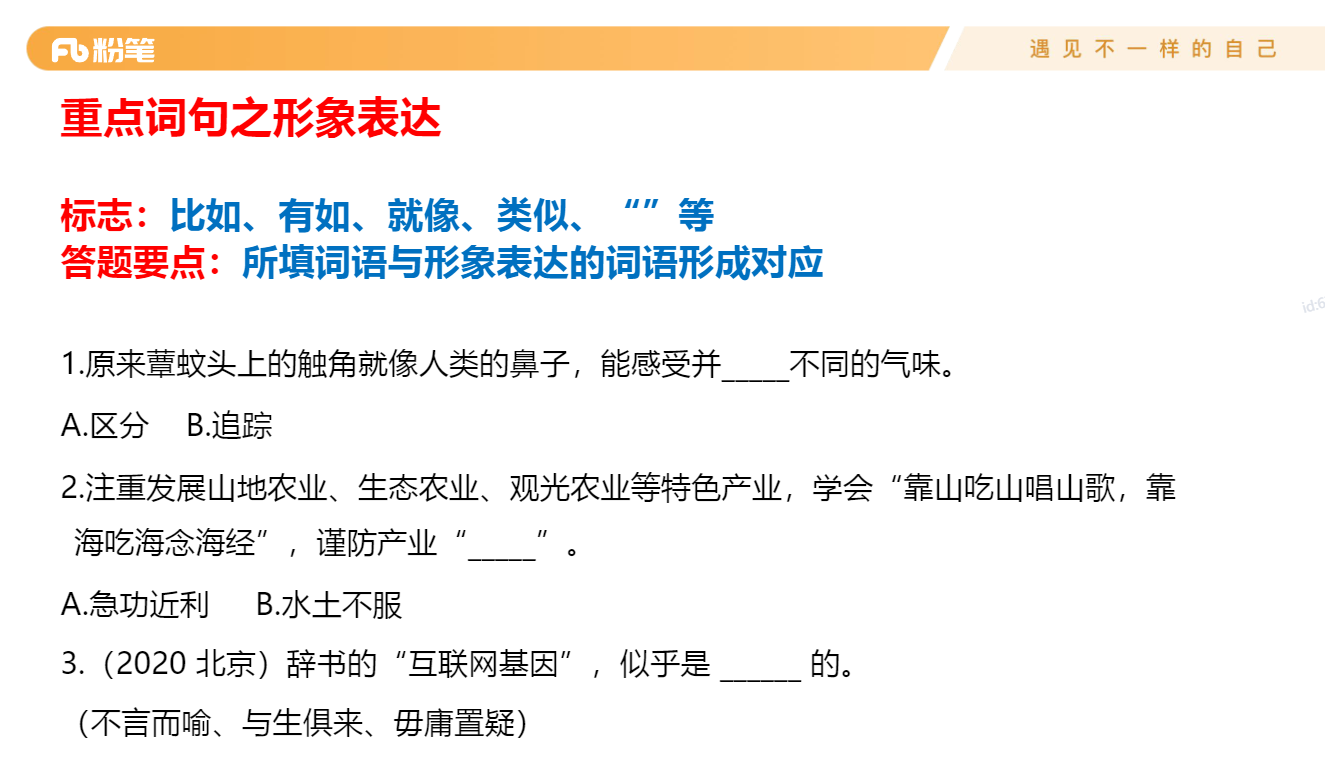 粉笔
遇见不一样的自己
重点词句之形象表达
标志：比如、有如、就像、类似、“”等
答题要点：所填词语与形象表达的词语形成对应
id:6
1.原来蕈蚊头上的触角就像人类的鼻子，能感受并_____不同的气味。
A.区分 B.追踪
2.注重发展山地农业、生态农业、观光农业等特色产业，学会“靠山吃山唱山歌，靠
海吃海念海经”，谨防产业“_____”。
A.急功近利 B.水土不服
3.（2020 北京）辞书的“互联网基因”，似乎是 ______ 的。
（不言而喻、与生俱来、毋庸置疑）